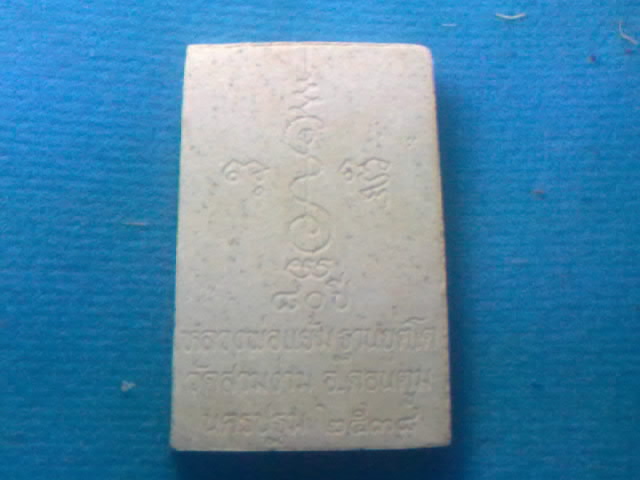 หลวงพ่อแย้ม ฐานยุตฺโต
วัดสามง่าม อ.ดอนตูม
นครปฐม ๒๕๓๘